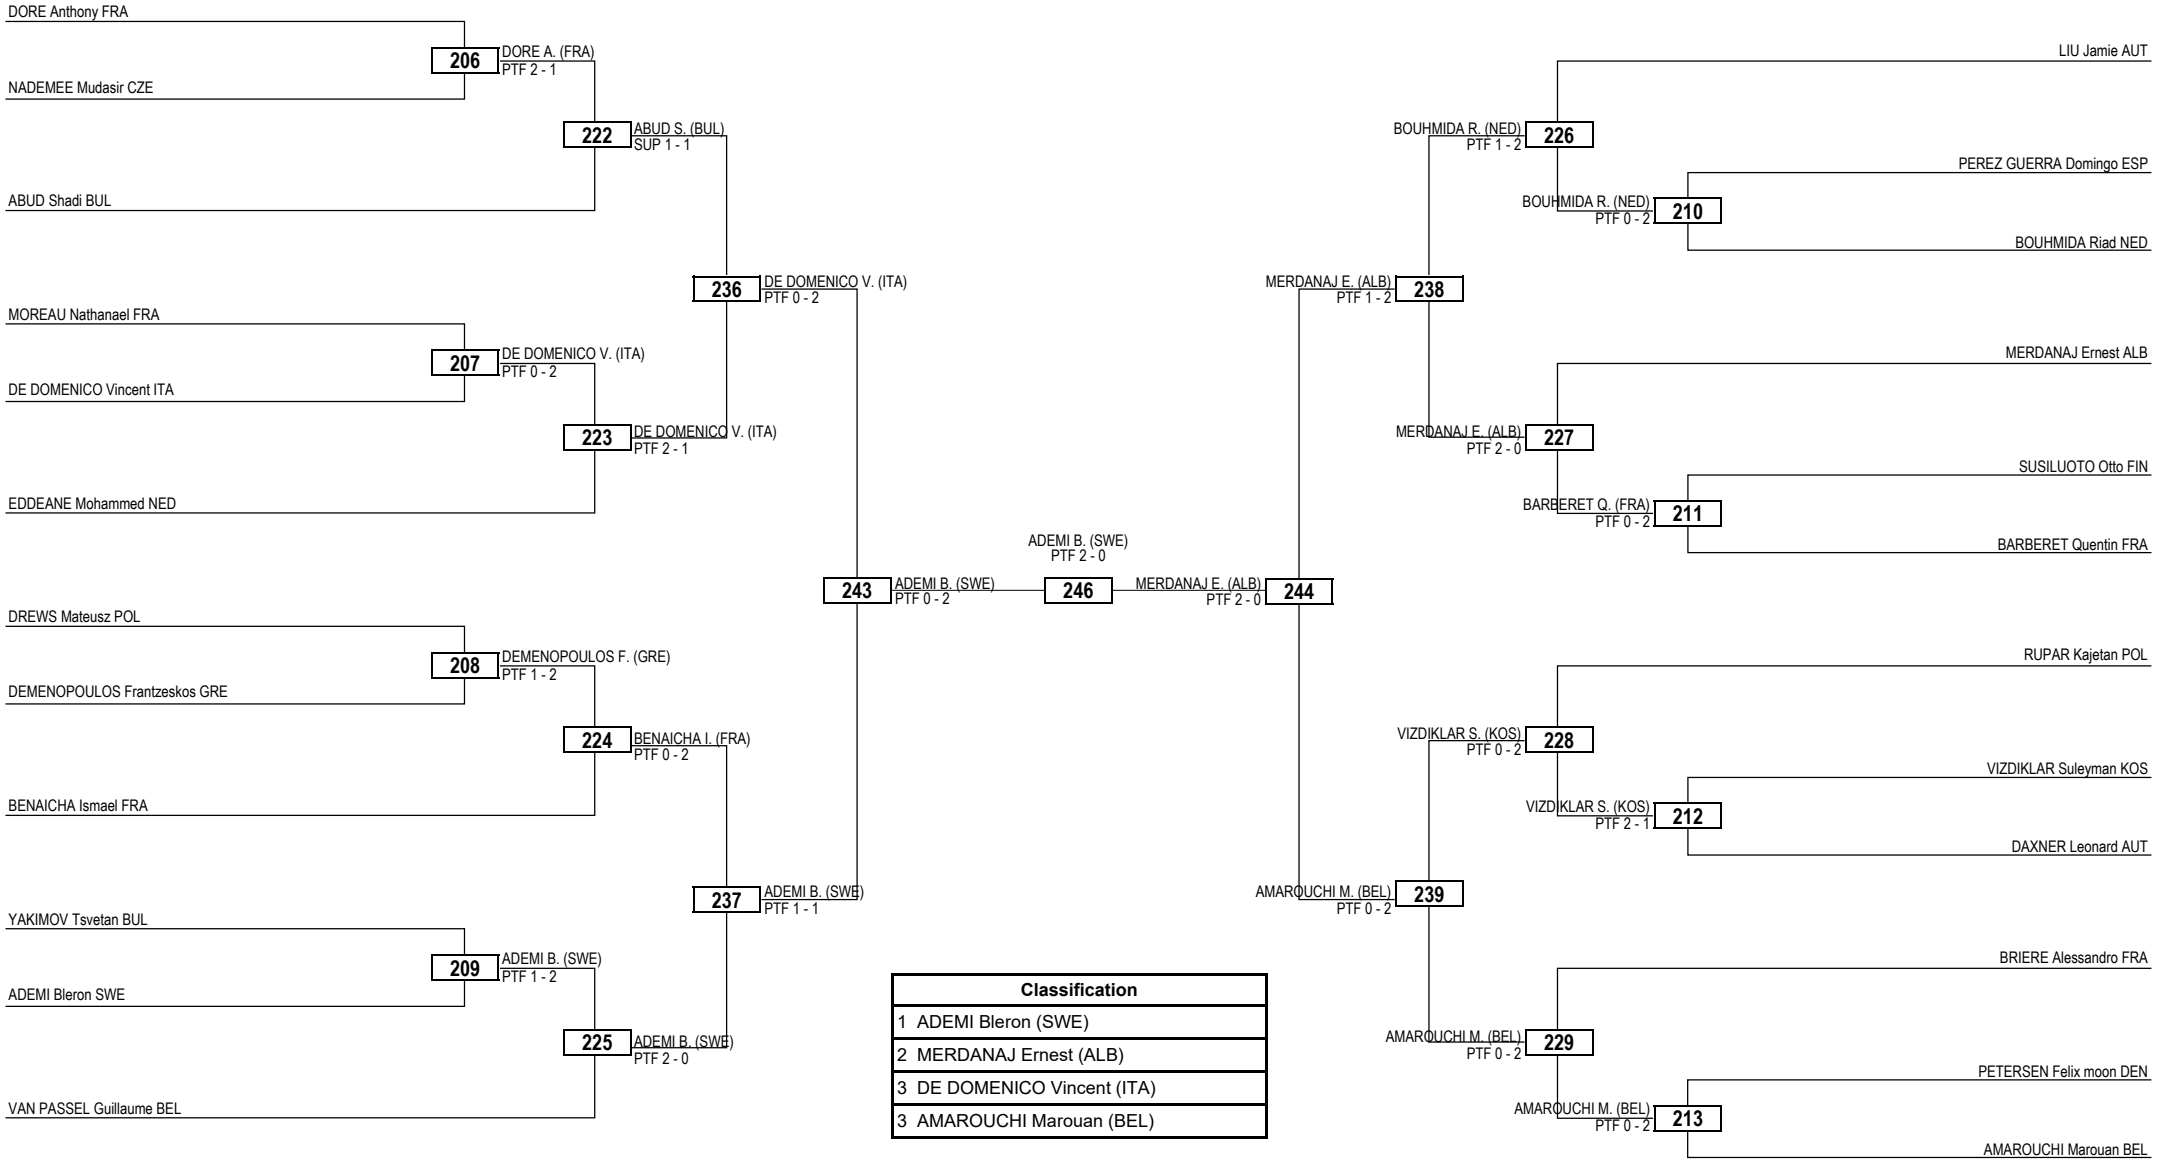 DORE Anthony FRA
206
DORE A. (FRA)
PTF 2 - 1
NADEMEE Mudasir CZE
222
ABUD S. (BUL)
SUP 1 - 1
ABUD Shadi BUL
236
DE DOMENICO V. (ITA)
PTF 0 - 2
MOREAU Nathanael FRA
207
DE DOMENICO V. (ITA)
PTF 0 - 2
DE DOMENICO Vincent ITA
223
DE DOMENICO V. (ITA)
PTF 2 - 1
EDDEANE Mohammed NED
243
ADEMI B. (SWE)
PTF 0 - 2
DREWS Mateusz POL
208
DEMENOPOULOS F. (GRE)
PTF 1 - 2
DEMENOPOULOS Frantzeskos GRE
224
BENAICHA I. (FRA)
PTF 0 - 2
BENAICHA Ismael FRA
237
ADEMI B. (SWE)
PTF 1 - 1
YAKIMOV Tsvetan BUL
209
ADEMI B. (SWE)
PTF 1 - 2
ADEMI Bleron SWE
225
ADEMI B. (SWE)
PTF 2 - 0
VAN PASSEL Guillaume BEL
ADEMI B. (SWE)
PTF 2 - 0
246
MERDANAJ E. (ALB)
PTF 2 - 0
244
LIU Jamie AUT
BOUHMIDA R. (NED)
PTF 1 - 2
226
PEREZ GUERRA Domingo ESP
BOUHMIDA R. (NED)
PTF 0 - 2
210
BOUHMIDA Riad NED
MERDANAJ E. (ALB)
PTF 1 - 2
238
MERDANAJ Ernest ALB
MERDANAJ E. (ALB)
PTF 2 - 0
227
SUSILUOTO Otto FIN
BARBERET Q. (FRA)
PTF 0 - 2
211
BARBERET Quentin FRA
RUPAR Kajetan POL
VIZDIKLAR S. (KOS)
PTF 0 - 2
228
VIZDIKLAR Suleyman KOS
VIZDIKLAR S. (KOS)
PTF 2 - 1
212
DAXNER Leonard AUT
AMAROUCHI M. (BEL)
PTF 0 - 2
239
BRIERE Alessandro FRA
AMAROUCHI M. (BEL)
PTF 0 - 2
229
PETERSEN Felix moon DEN
AMAROUCHI M. (BEL)
PTF 0 - 2
213
AMAROUCHI Marouan BEL
Classification
1 ADEMI Bleron (SWE)
2 MERDANAJ Ernest (ALB)
3 DE DOMENICO Vincent (ITA)
3 AMAROUCHI Marouan (BEL)